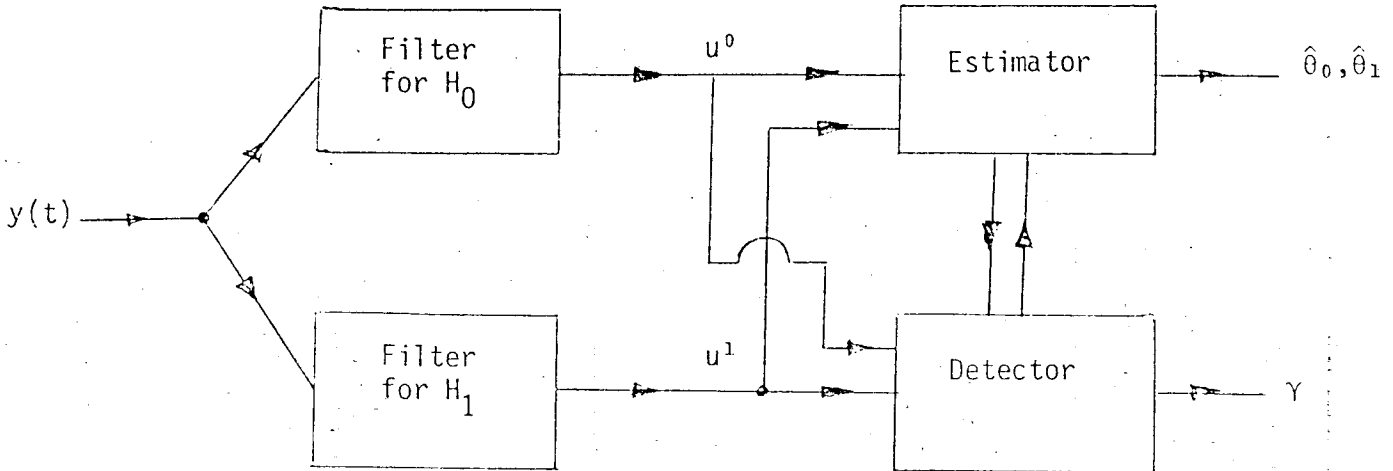 Filter
for H₀
u⁰
Estimator
θ̂₀,θ̂₁
y(t)
Filter
for H₁
u¹
Detector
γ